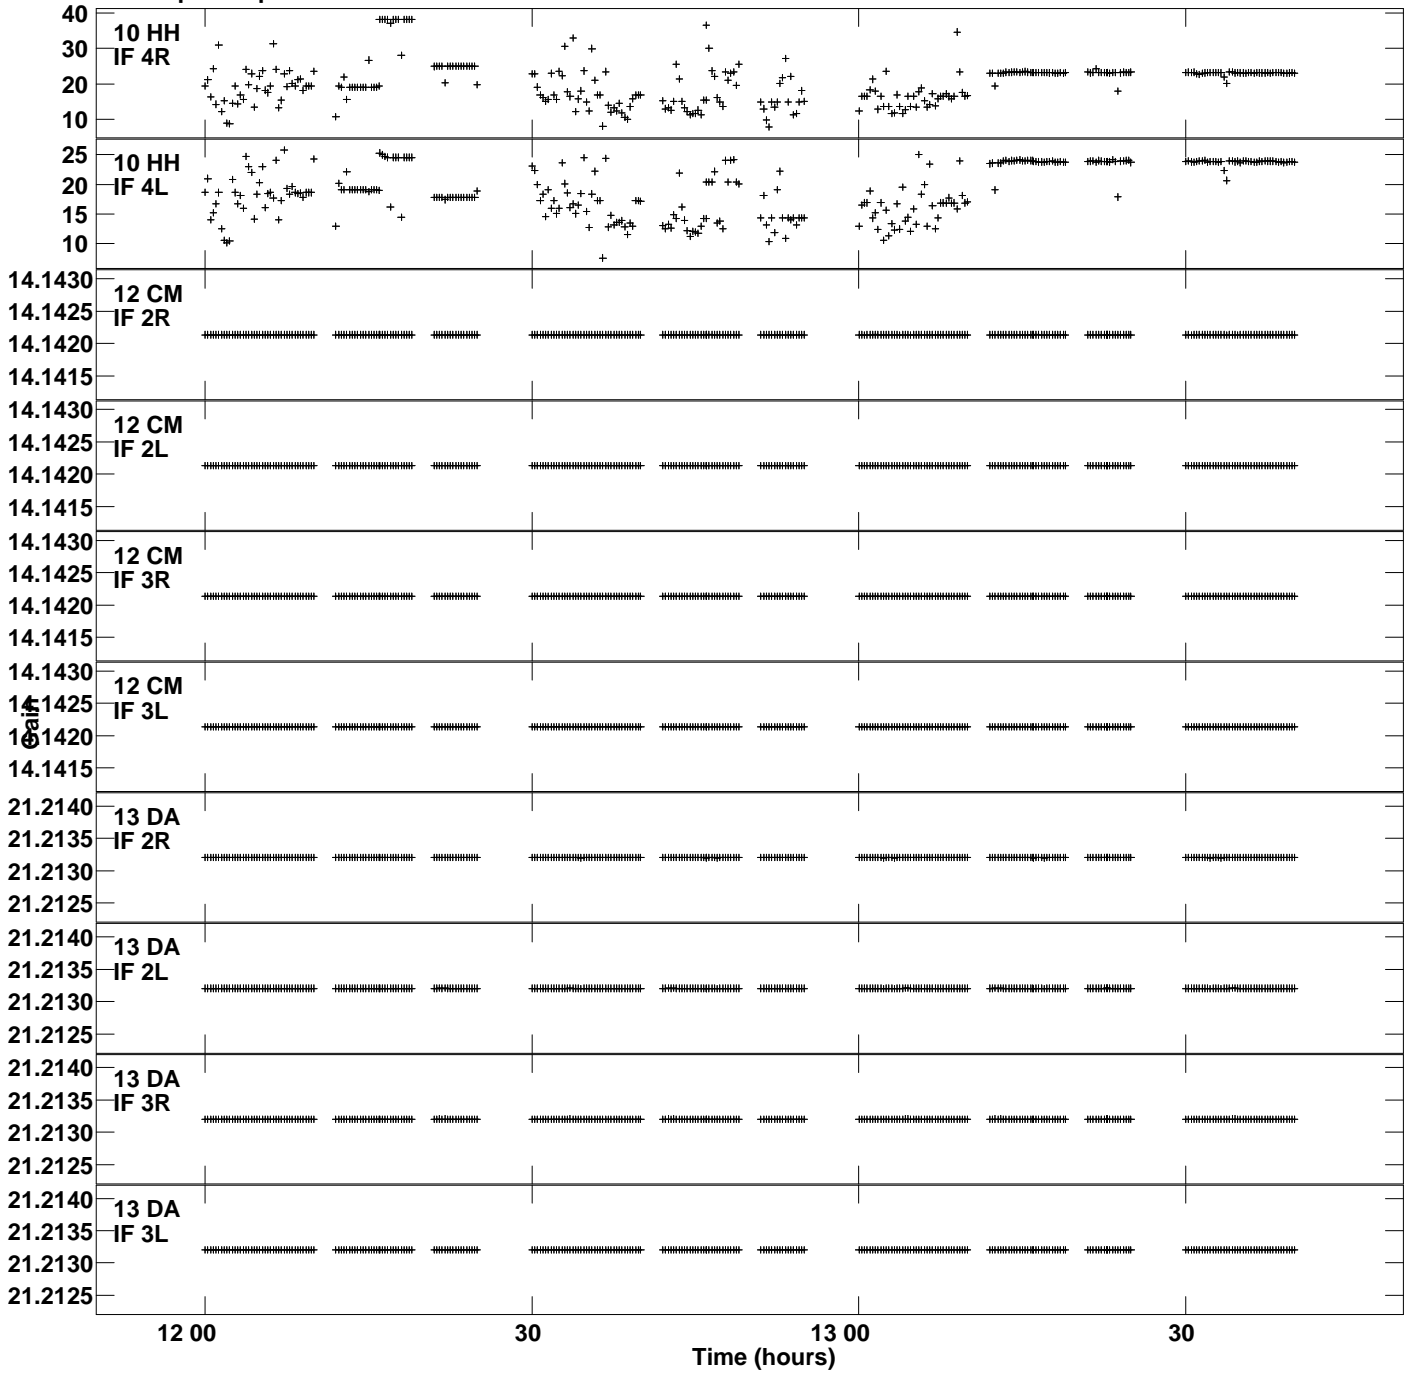 10 HH
IF 4R
40
30
20
10
10 HH
IF 4L
25
20
15
10
12 CM
IF 2R
14.1430
14.1425
14.1420
14.1415
12 CM
IF 2L
14.1430
14.1425
14.1420
14.1415
12 CM
IF 3R
14.1430
14.1425
14.1420
14.1415
12 CM
IF 3L
14.1430
14.1425
14.1420
14.1415
Gain
13 DA
IF 2R
21.2140
21.2135
21.2130
21.2125
13 DA
IF 2L
21.2140
21.2135
21.2130
21.2125
13 DA
IF 3R
21.2140
21.2135
21.2130
21.2125
13 DA
IF 3L
21.2140
21.2135
21.2130
21.2125
12 00 30 13 00 30
Time (hours)